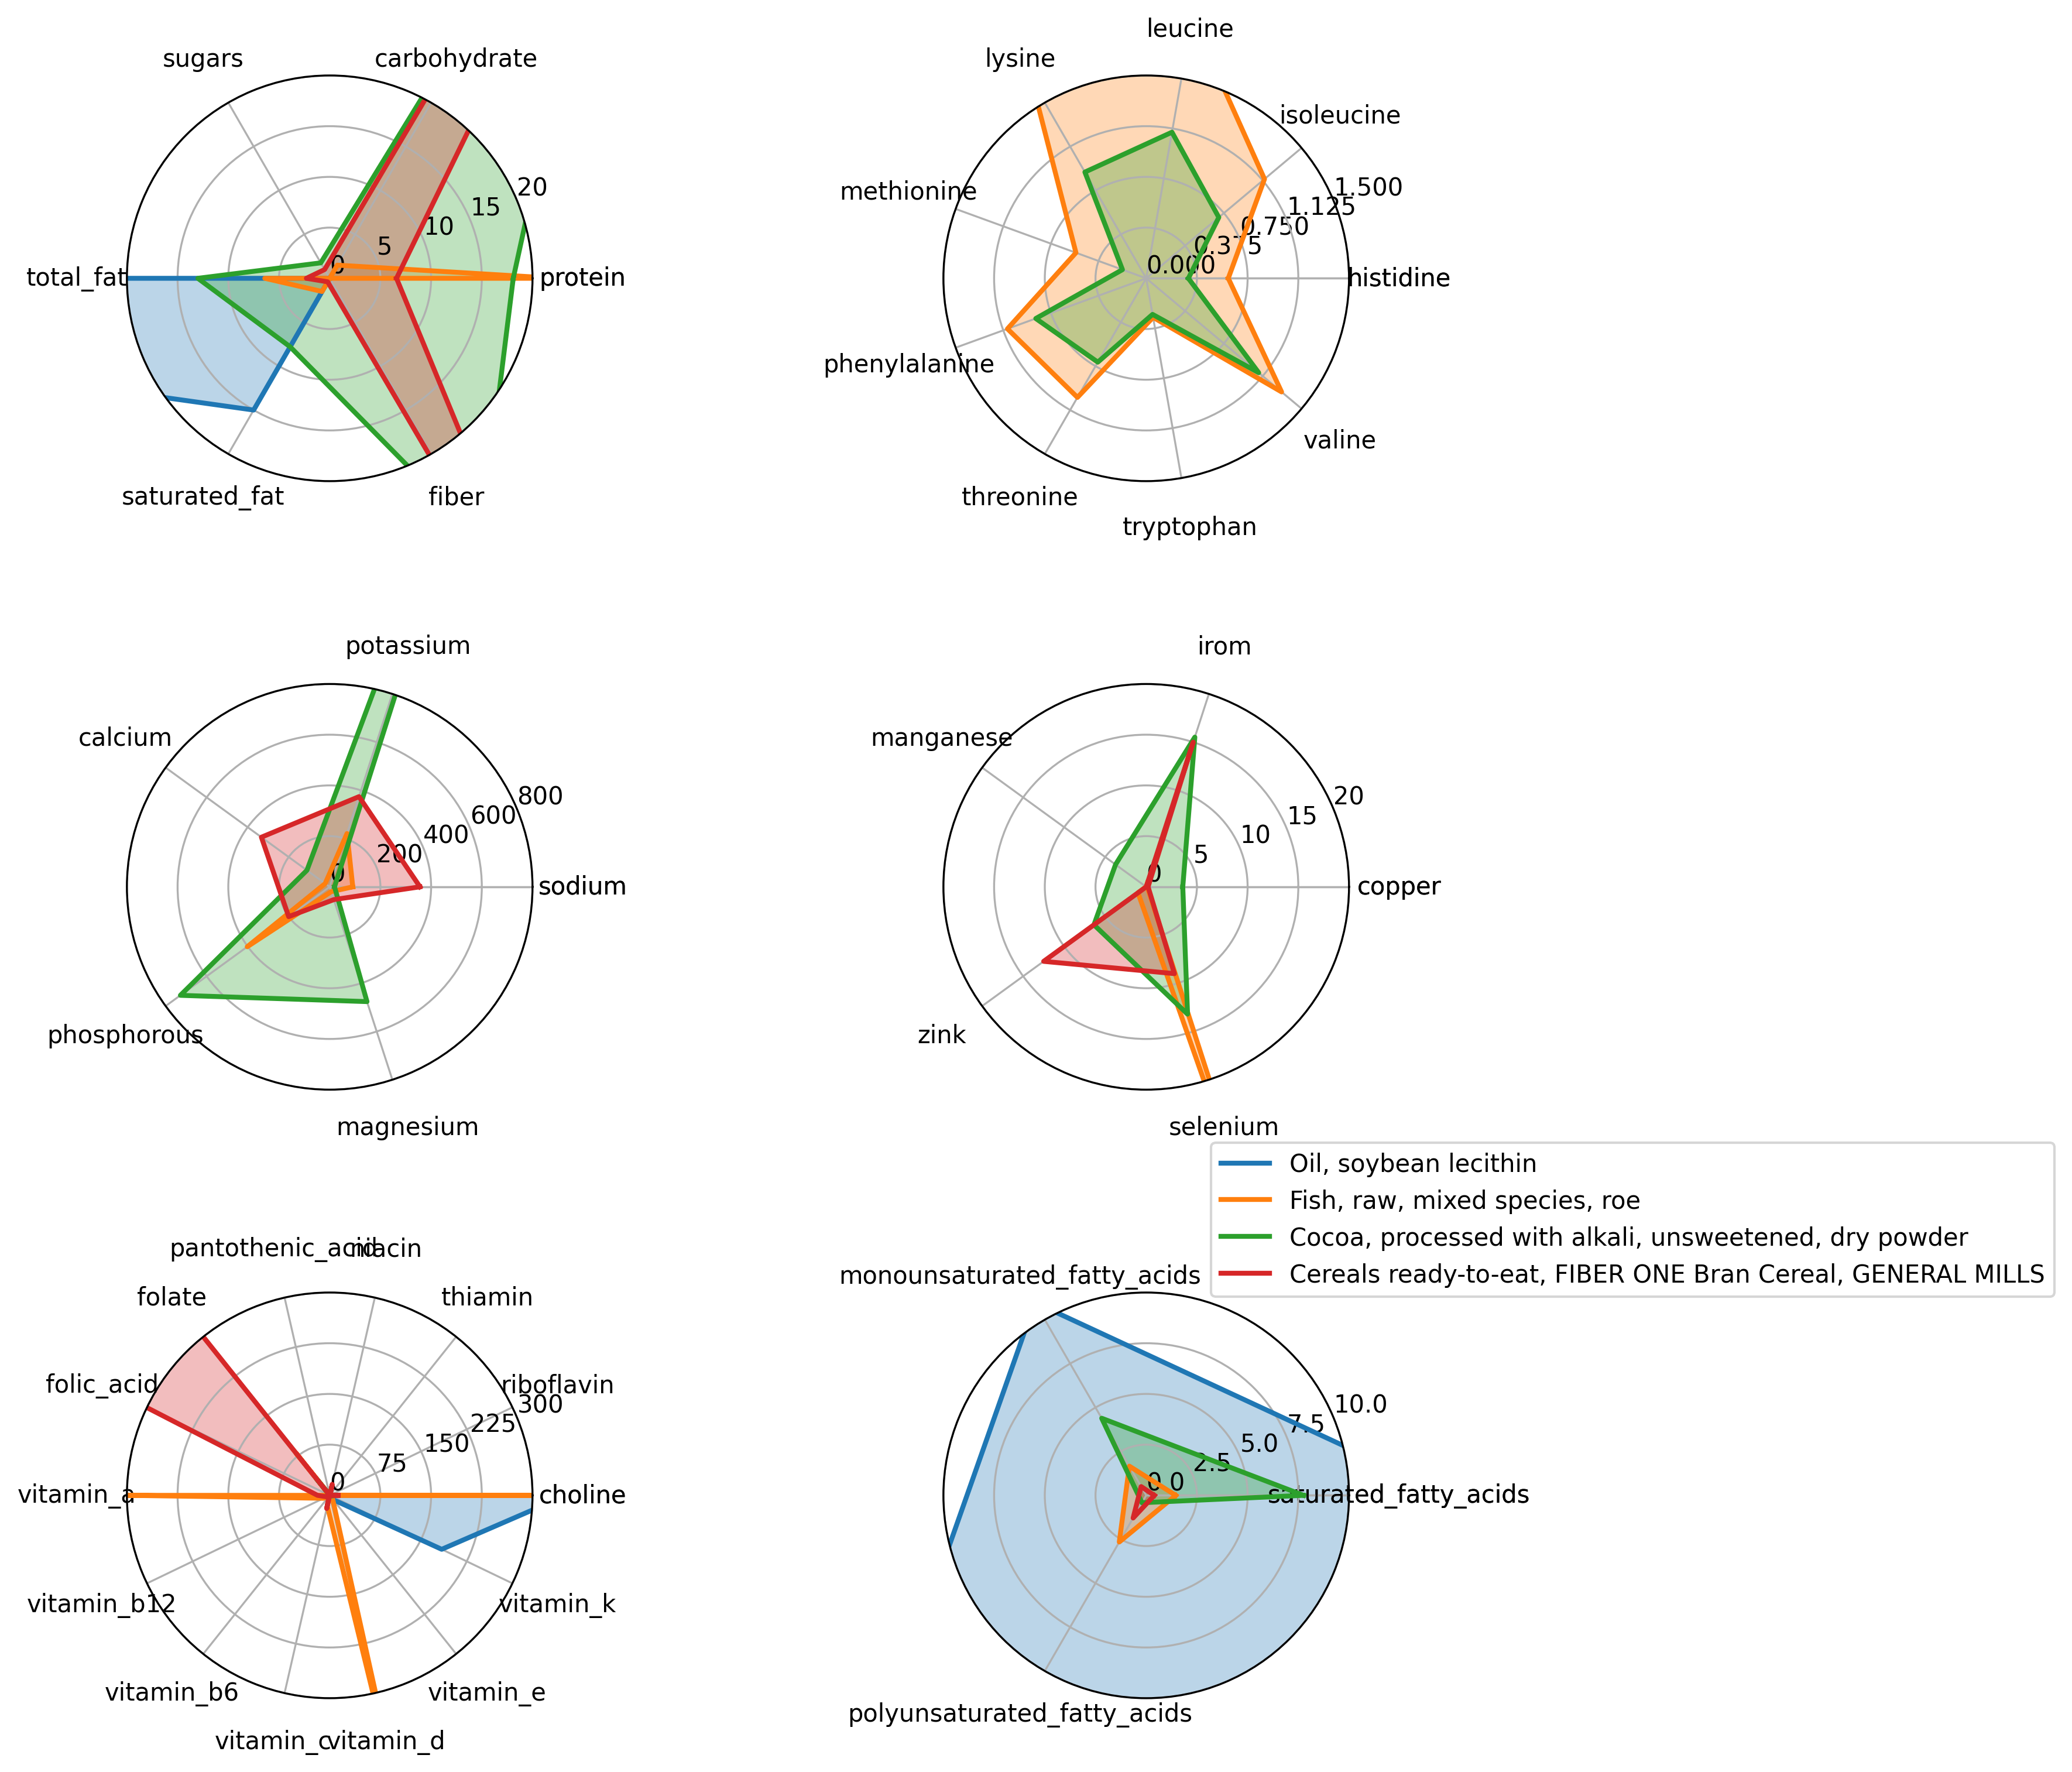 leucine
sugars
carbohydrate
lysine
isoleucine
methionine
20
15
10
5
0
1.500
1.125
0.750
0.375
0.000
total_fat
protein
histidine
phenylalanine
valine
saturated_fat
fiber
threonine
tryptophan
potassium
irom
calcium
manganese
800
600
400
200
0
20
15
10
5
0
sodium
copper
phosphorous
zink
magnesium
selenium
Oil, soybean lecithin
Fish, raw, mixed species, roe
Cocoa, processed with alkali, unsweetened, dry powder
Cereals ready-to-eat, FIBER ONE Bran Cereal, GENERAL MILLS
pantothenic_acid
niacin
folate
thiamin
monounsaturated_fatty_acids
folic_acid
riboflavin
300
225
150
75
0
10.0
7.5
5.0
2.5
0.0
vitamin_a
choline
saturated_fatty_acids
vitamin_b12
vitamin_k
vitamin_b6
vitamin_e
polyunsaturated_fatty_acids
vitamin_c
vitamin_d